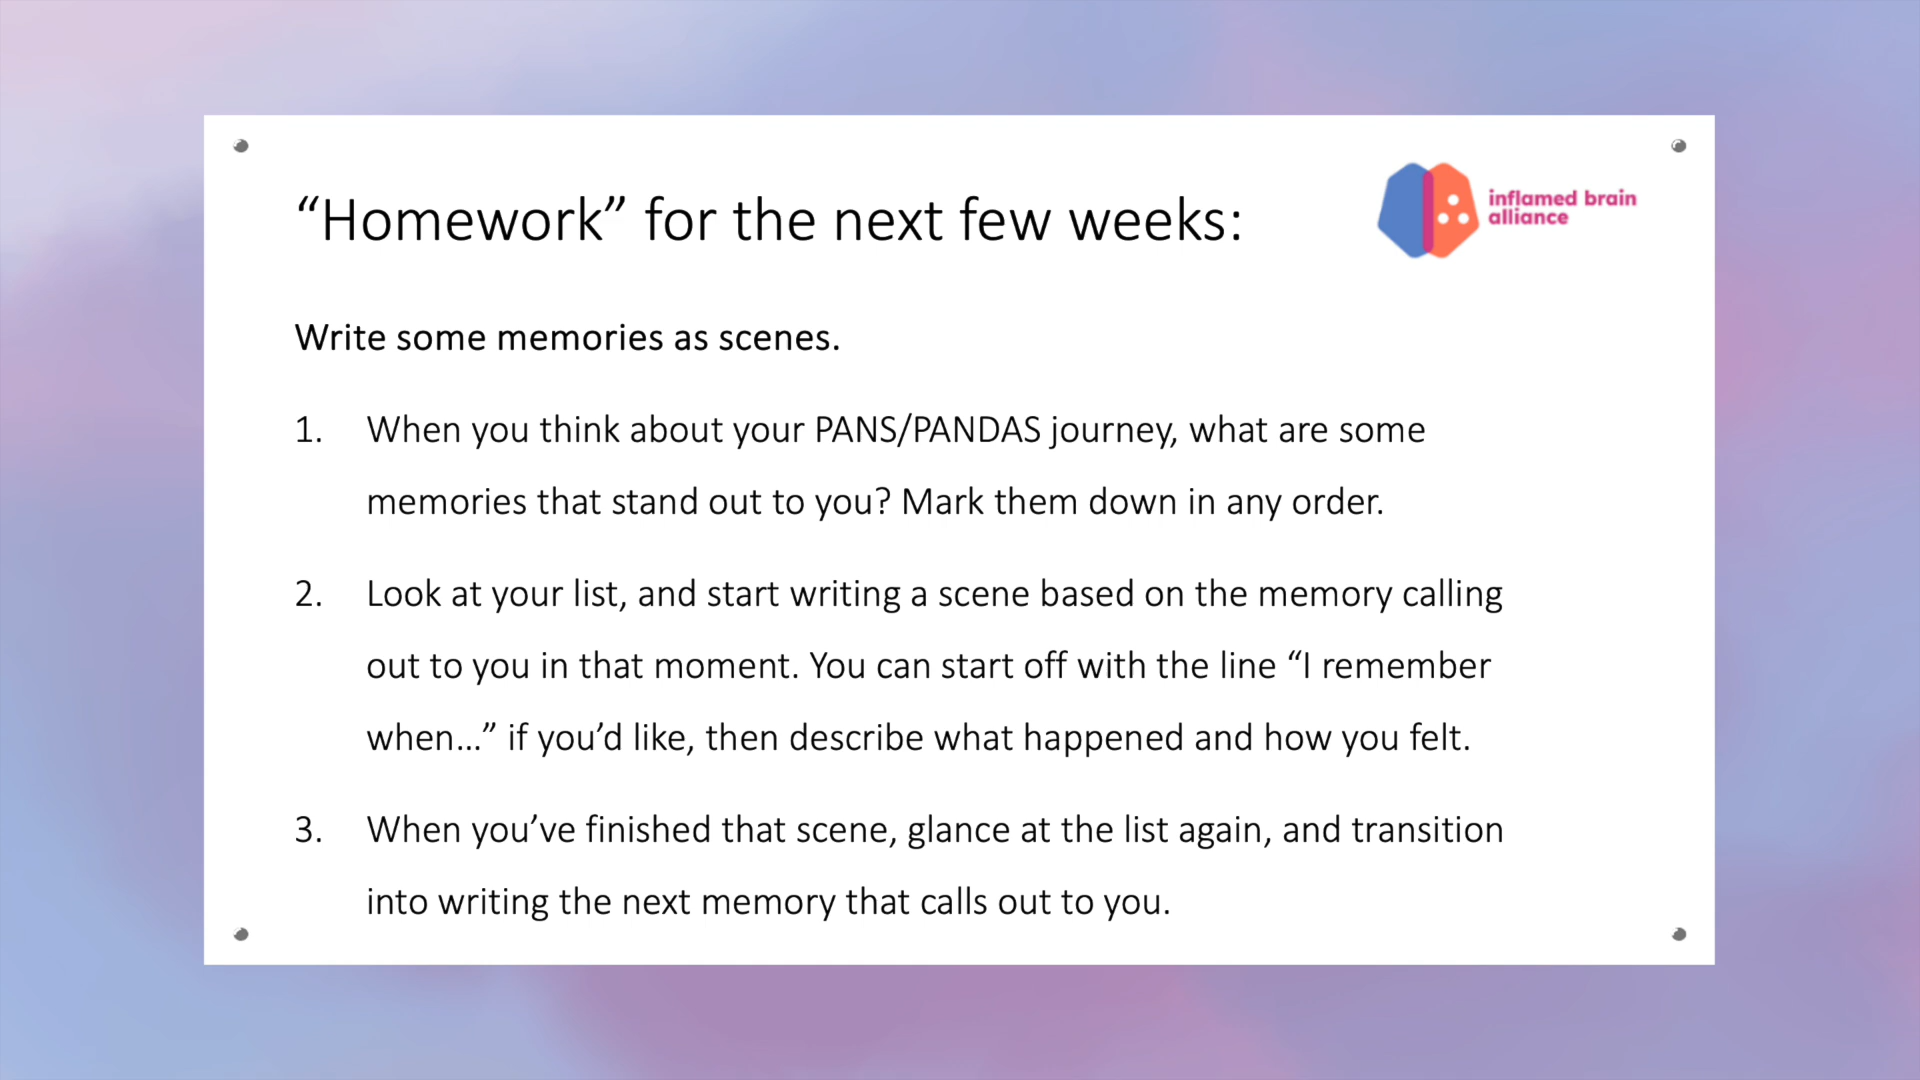 “Homework” for the next few weeks:
inflamed brain
alliance
Write some memories as scenes.
1. When you think about your PANS/PANDAS journey, what are some
memories that stand out to you? Mark them down in any order.
2. Look at your list, and start writing a scene based on the memory calling
out to you in that moment. You can start off with the line “I remember
when…” if you’d like, then describe what happened and how you felt.
3. When you’ve finished that scene, glance at the list again, and transition
into writing the next memory that calls out to you.